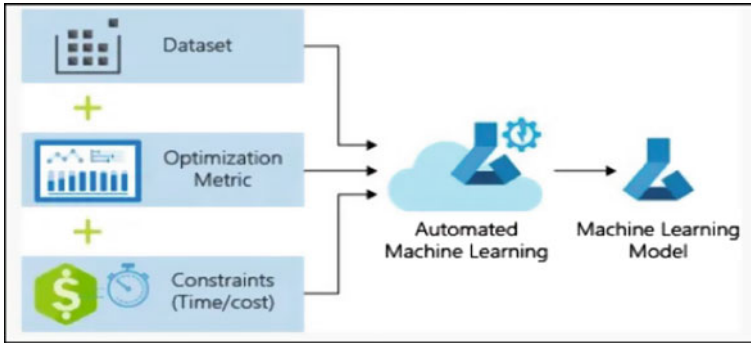 Dataset
Optimization
Metric
Constraints
(Time/cost)
Automated
Machine Learning
Machine Learning
Model